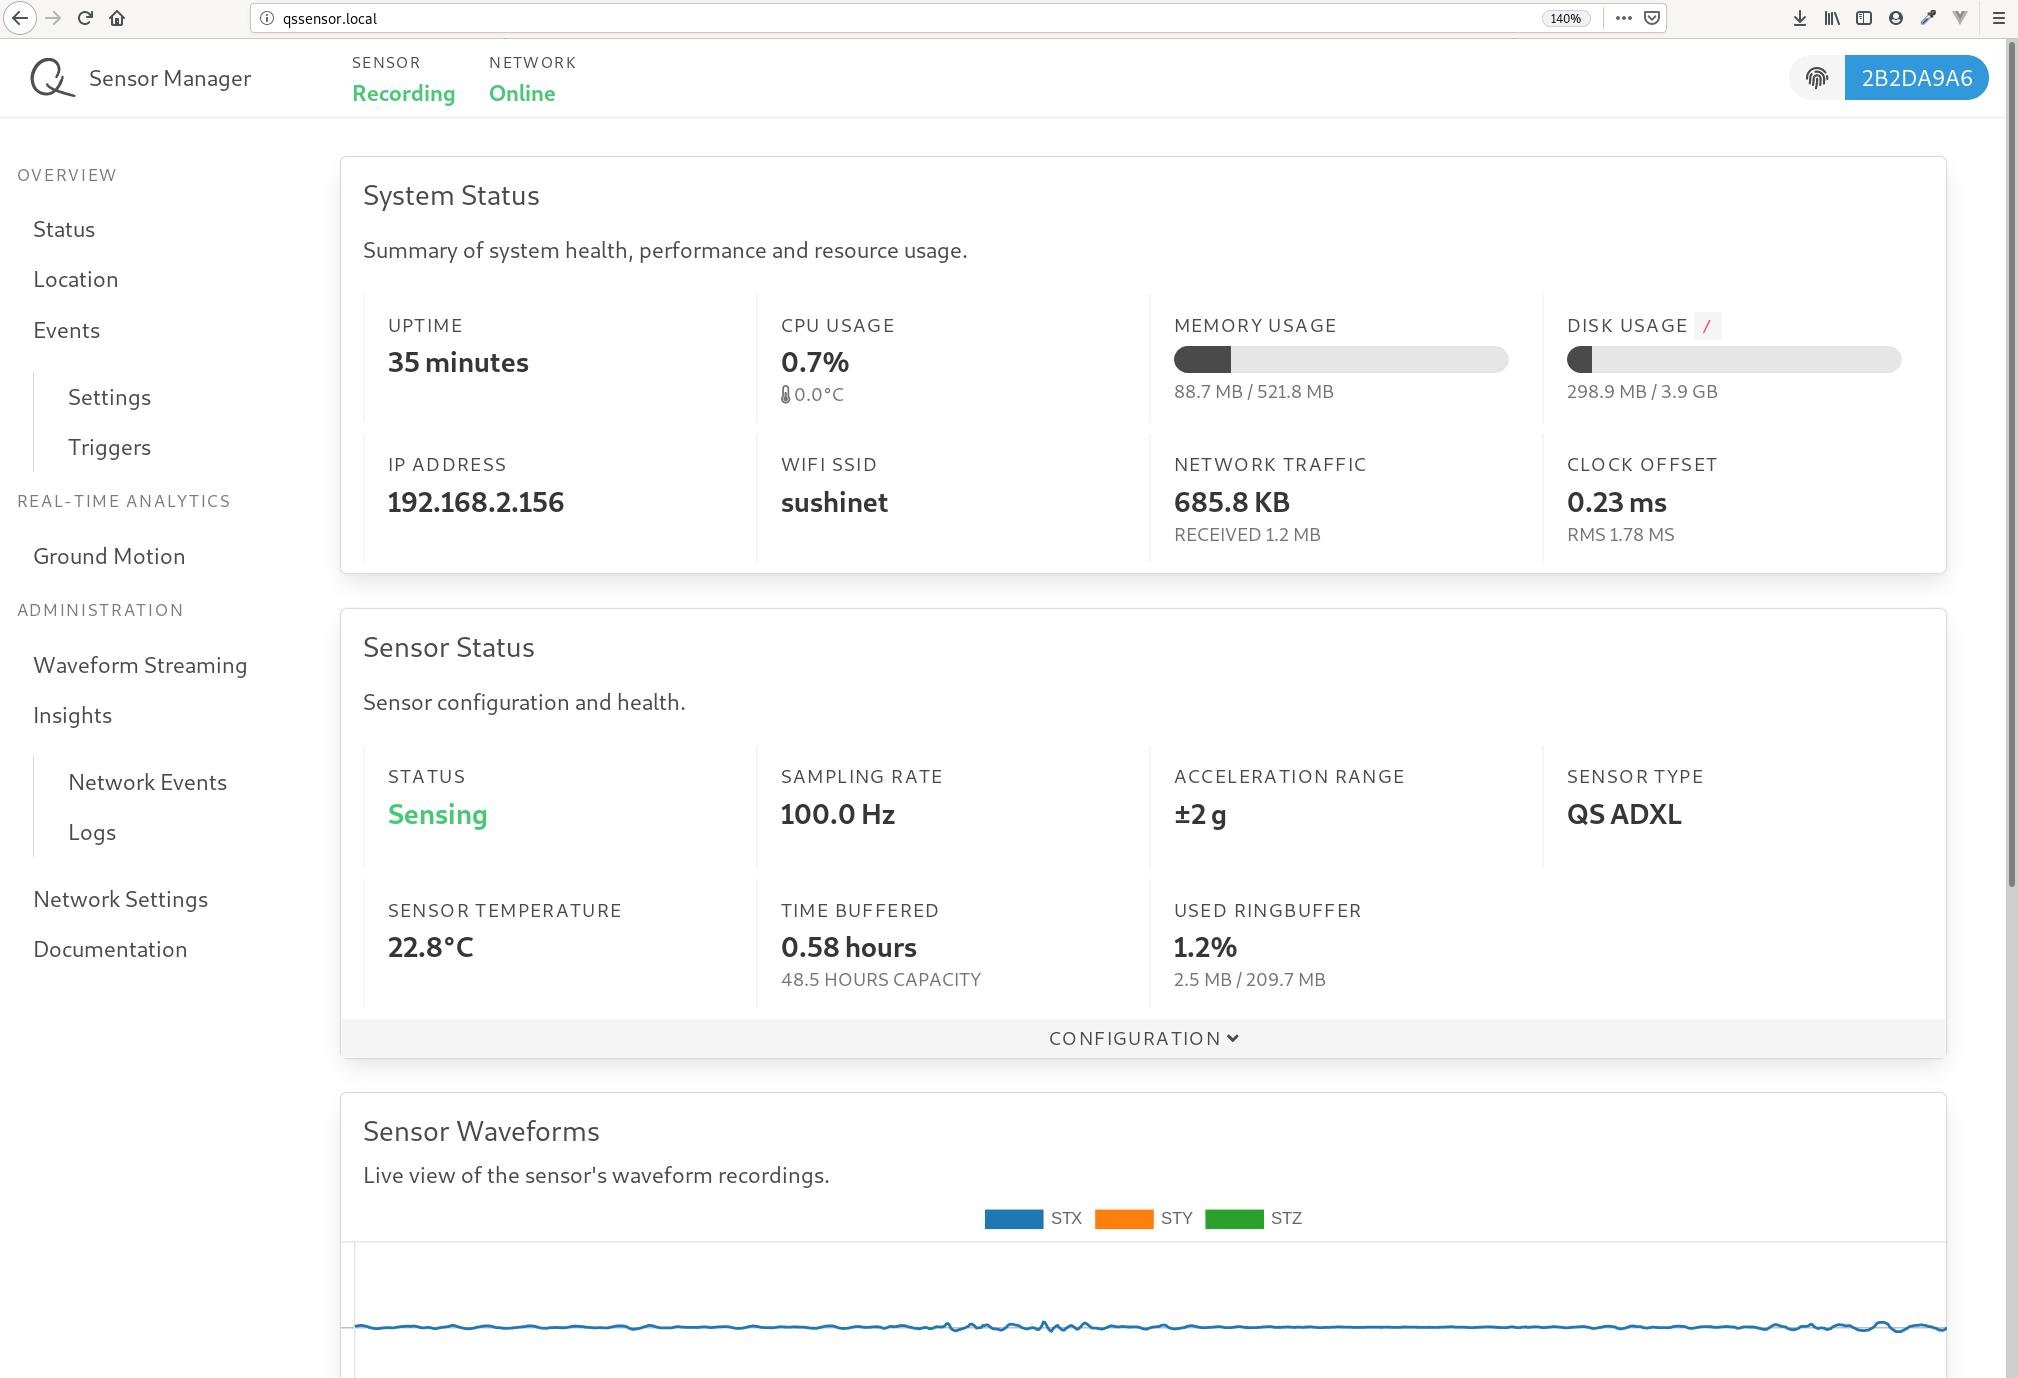 qssensor.local
140%
Sensor Manager
SENSOR
Recording
NETWORK
Online
2B2DA9A6
OVERVIEW
Status
Location
Events
Settings
Triggers
REAL-TIME ANALYTICS
Ground Motion
ADMINISTRATION
Waveform Streaming
Insights
Network Events
Logs
Network Settings
Documentation
System Status
Summary of system health, performance and resource usage.
UPTIME
35 minutes
CPU USAGE
0.7%
0.0°C
MEMORY USAGE
88.7 MB / 521.8 MB
DISK USAGE /
298.9 MB / 3.9 GB
IP ADDRESS
192.168.2.156
WIFI SSID
sushinet
NETWORK TRAFFIC
685.8 KB
RECEIVED 1.2 MB
CLOCK OFFSET
0.23 ms
RMS 1.78 MS
Sensor Status
Sensor configuration and health.
STATUS
Sensing
SAMPLING RATE
100.0 Hz
ACCELERATION RANGE
±2 g
SENSOR TYPE
QS ADXL
SENSOR TEMPERATURE
22.8°C
TIME BUFFERED
0.58 hours
48.5 HOURS CAPACITY
USED RINGBUFFER
1.2%
2.5 MB / 209.7 MB
CONFIGURATION
Sensor Waveforms
Live view of the sensor's waveform recordings.
STX STY STZ